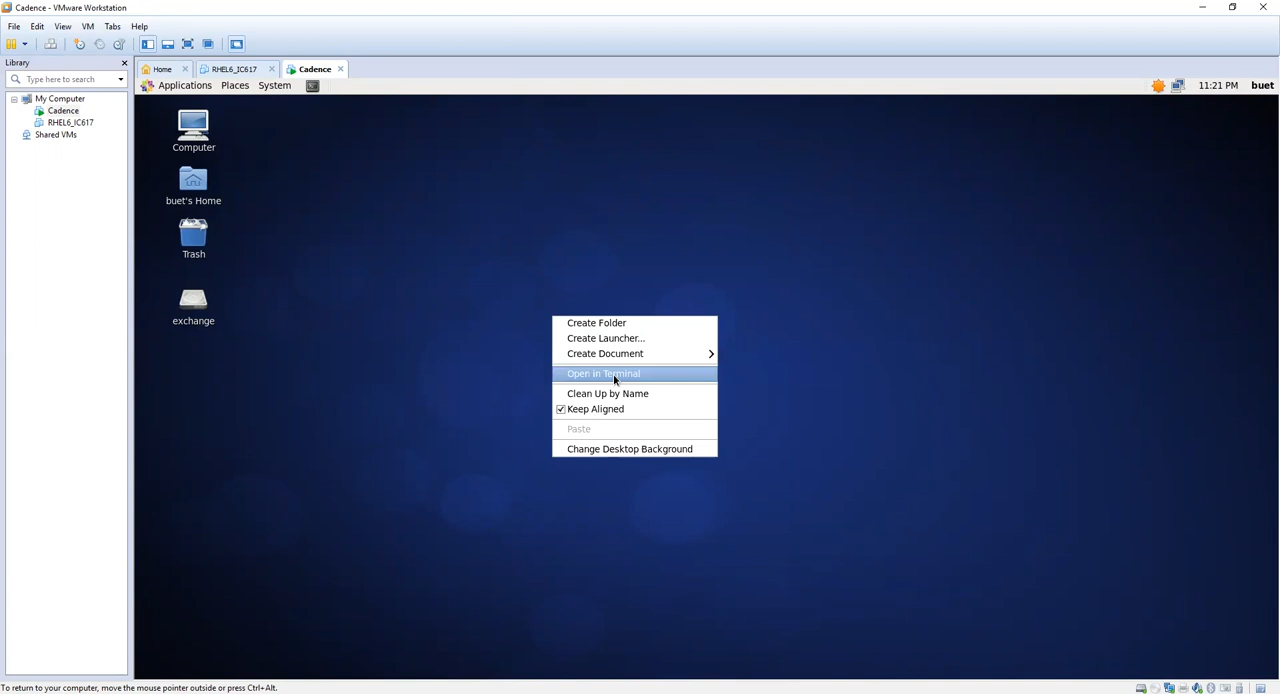 Cadence - VMware Workstation
File Edit View VM Tabs Help
Library
Type here to search
My Computer
Cadence
RHEL6_IC617
Shared VMs
Home RHEL6_IC617 Cadence
Applications Places System 11:21 PM buet
Computer
buet's Home
Trash
exchange
Create Folder
Create Launcher...
Create Document
Open in Terminal
Clean Up by Name
Keep Aligned
Paste
Change Desktop Background
To return to your computer, move the mouse pointer outside or press Ctrl+Alt.